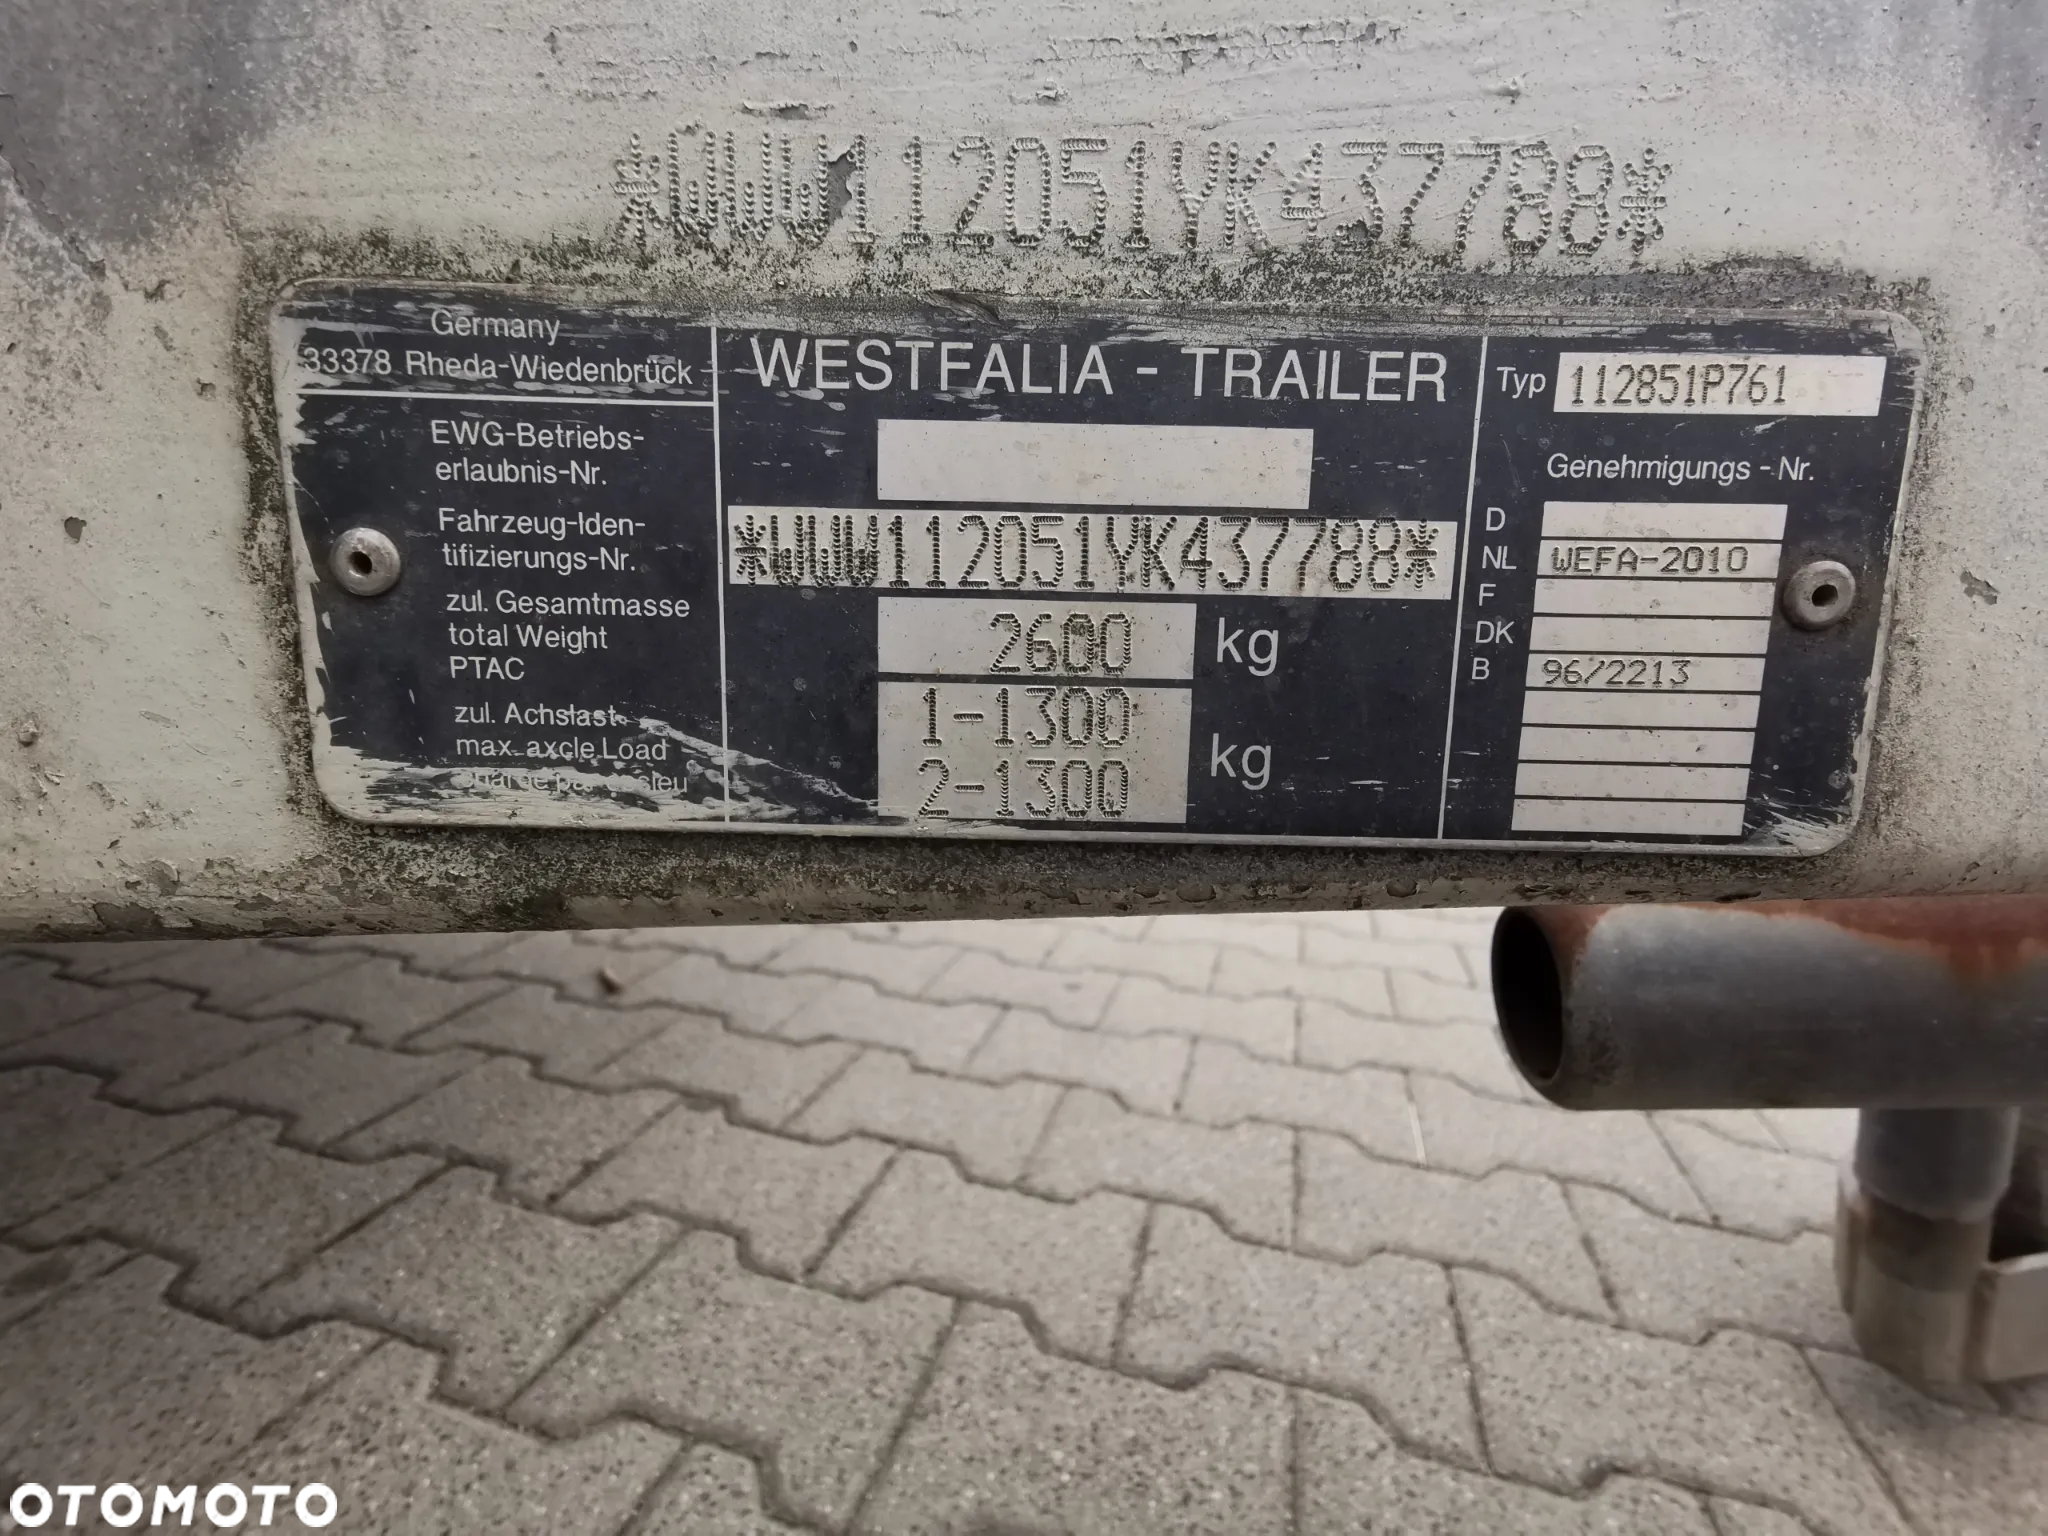 *WWW112051YK437788*
Germany
33378 Rheda-Wiedenbrück
EWG-Betriebs-
erlaubnis-Nr.
Fahrzeug-Iden-
tifizierungs-Nr.
zul. Gesamtmasse
total Weight
PTAC
zul. Achslast
max. axcle.Load
WESTFALIA - TRAILER
*WWW112051YK437788*
2600 kg
1-1300
kg
2-1300
Typ 112851P761
Genehmigungs - Nr.
D
NL WEFA-2010
F
DK
B 96/2213
OTOMOTO